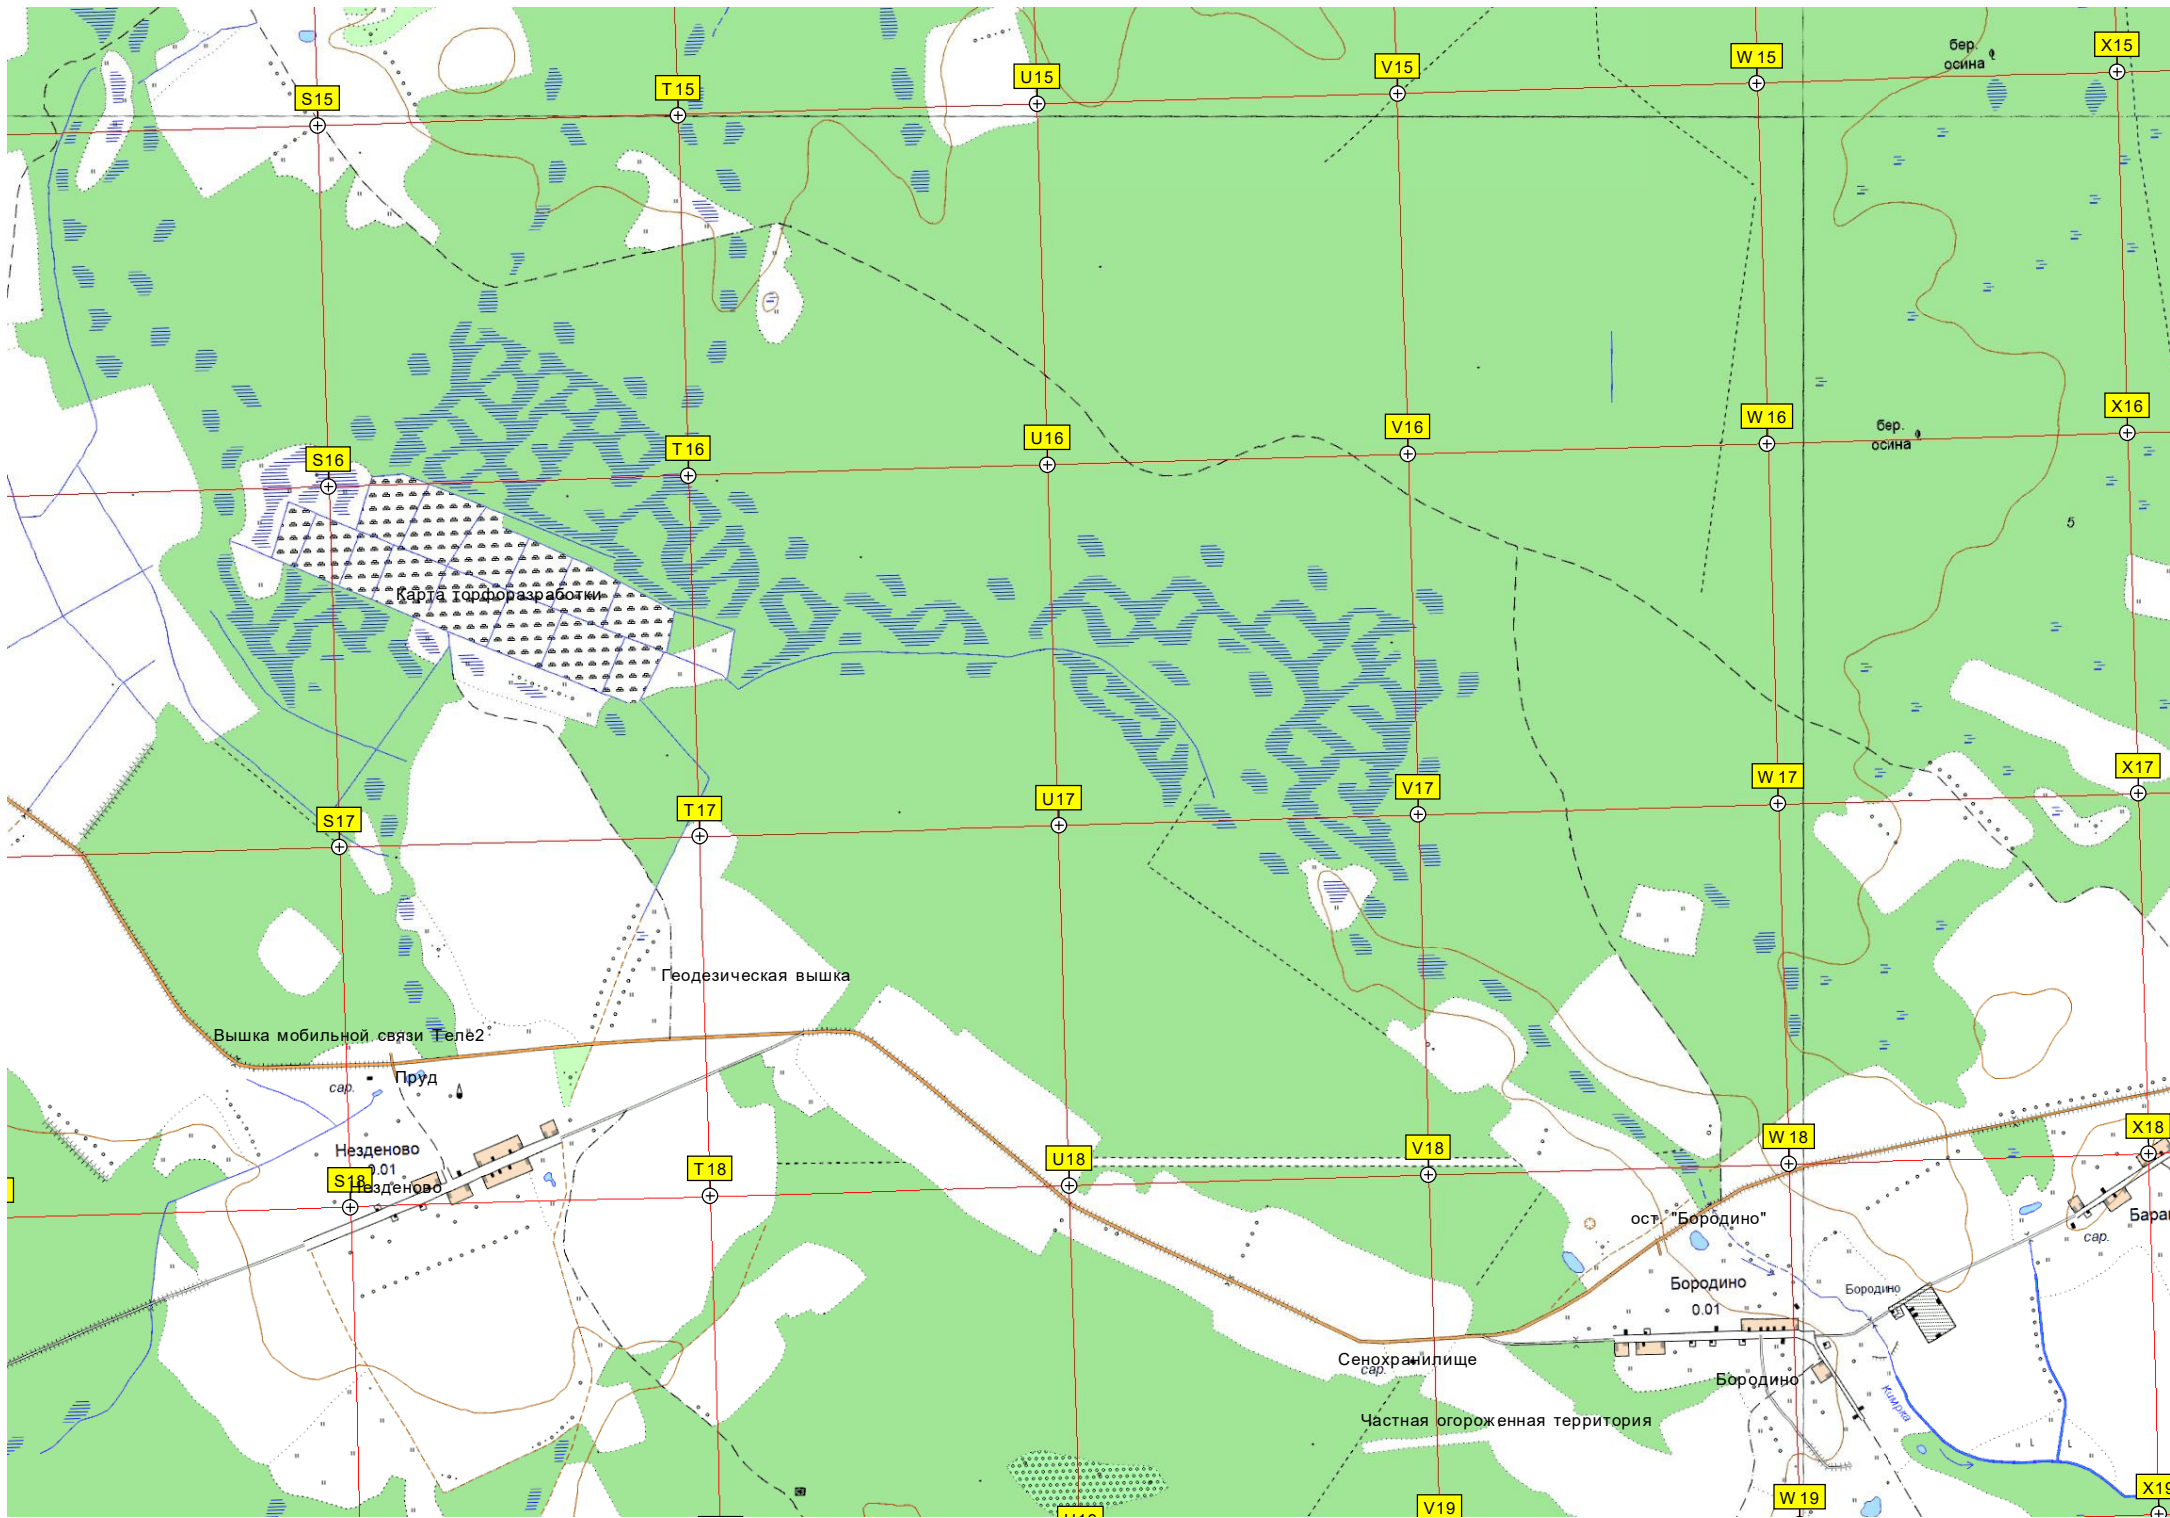 бер.
осина
X15
W 15
V15
U15
T15
S15
X16
W 16
V16
U16
T16
S16
бер.
осина
5
Карта торфоразработки
X17
W 17
V17
U17
T17
S17
Геодезическая вышка
Вышка мобильной связи Теле2
Пруд
сар.
Незденово
0.01
Незденово
S18
T18
U18
V18
W 18
X18
ост. "Бородино"
Бородино
0.01
Бородино
сар.
Сенохранилище
сар.
Бородино
Кимрка
Частная огороженная территория
V19
W 19